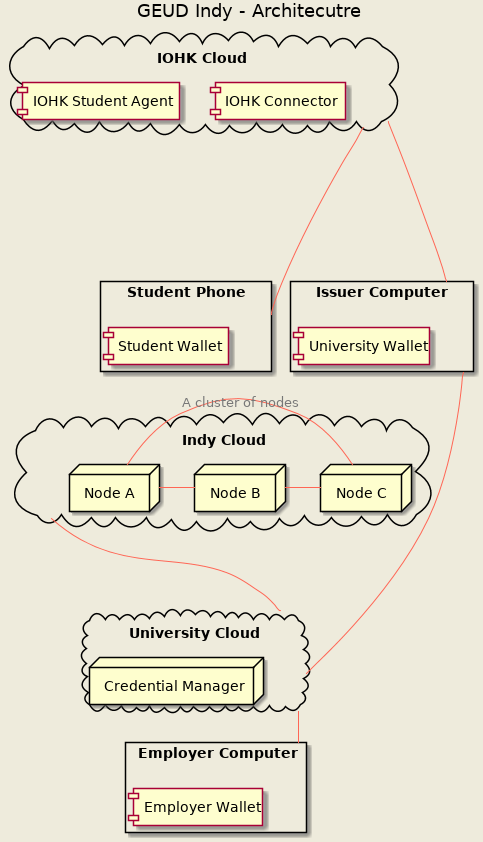 GEUD Indy - Architecutre
IOHK Cloud
IOHK Student Agent
IOHK Connector
Student Phone
Issuer Computer
Student Wallet
University Wallet
A cluster of nodes
Indy Cloud
Node A
Node B
Node C
University Cloud
Credential Manager
Employer Computer
Employer Wallet